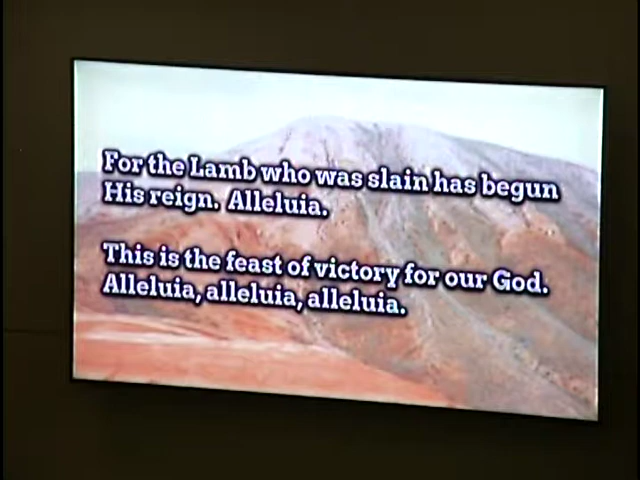 For the Lamb who was slain has begun
His reign. Alleluia.
This is the feast of victory for our God.
Alleluia, alleluia, alleluia.